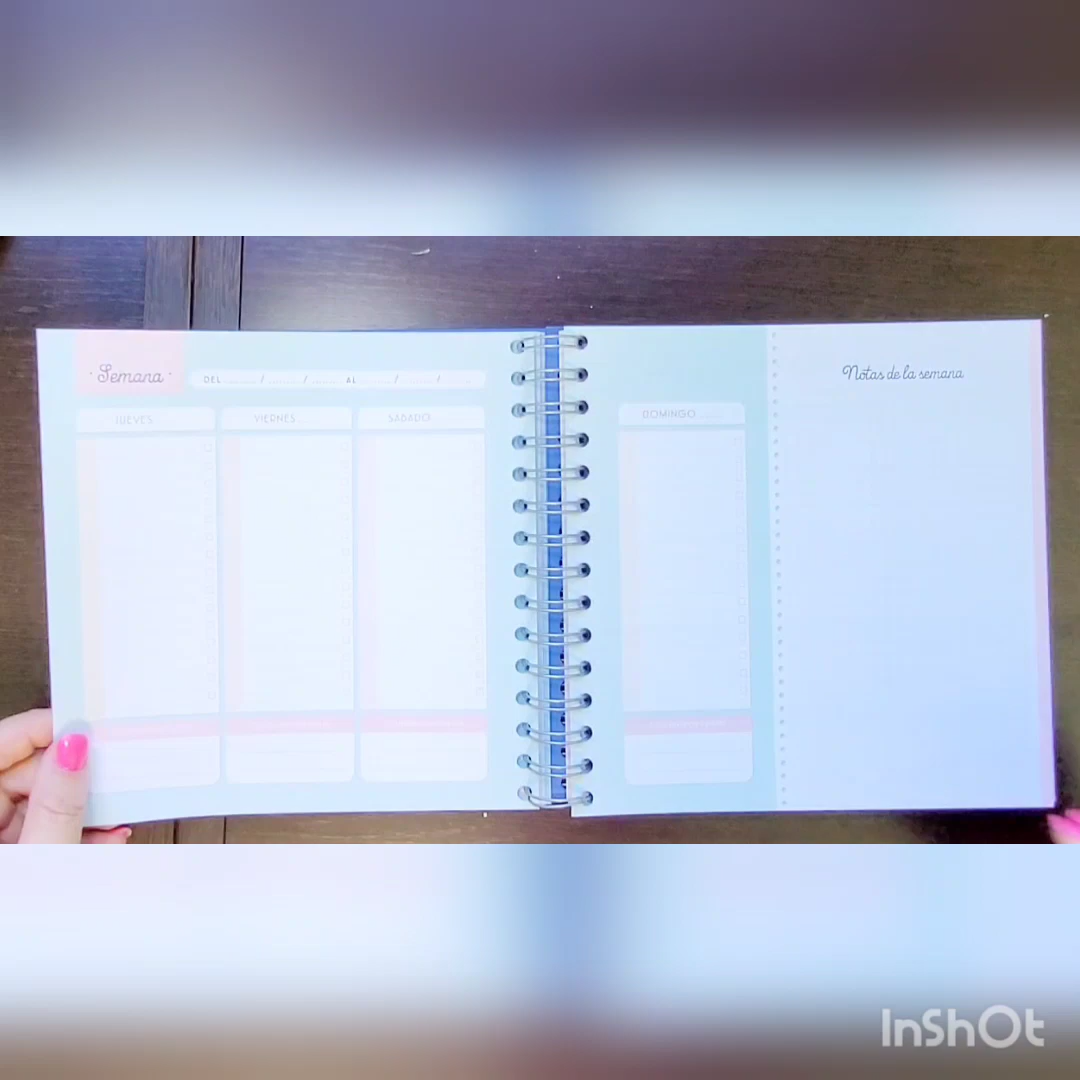 · Semana ·
DEL / / AL / /
JUEVES
VIERNES
SÁBADO
DOMINGO
Notas de la semana
InShOt